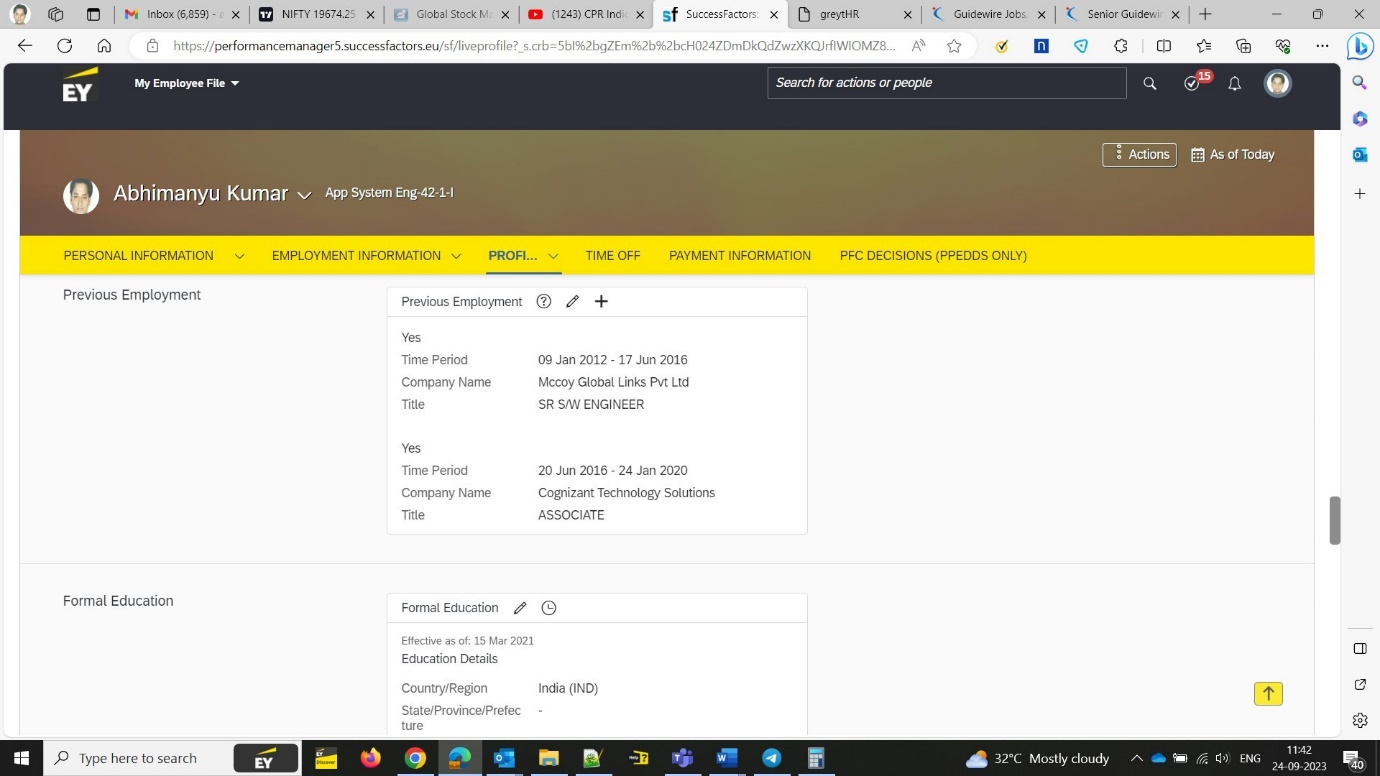 Inbox (6,859) -
NIFTY 19674.25
Global Stock Ma
(1243) CPR Indic
SuccessFactors:
greytHR
Guidewire Jobs,
Senior Guidewir
https://performancemanager5.successfactors.eu/sf/liveprofile?_s.crb=5bI%2bgZEm%2b%2bcH024ZDmDkQdZwzXKQJrfIWIOMZ8...
EY
My Employee File
Search for actions or people
15
Actions
As of Today
Abhimanyu Kumar
App System Eng-42-1-I
PERSONAL INFORMATION
EMPLOYMENT INFORMATION
PROFI...
TIME OFF
PAYMENT INFORMATION
PFC DECISIONS (PPEDDS ONLY)
Previous Employment
Previous Employment
Yes
Time Period 09 Jan 2012 - 17 Jun 2016
Company Name Mccoy Global Links Pvt Ltd
Title SR S/W ENGINEER
Yes
Time Period 20 Jun 2016 - 24 Jan 2020
Company Name Cognizant Technology Solutions
Title ASSOCIATE
Formal Education
Formal Education
Effective as of: 15 Mar 2021
Education Details
Country/Region India (IND)
State/Province/Prefec -
ture
Type here to search
EY
32°C Mostly cloudy
ENG
11:42
24-09-2023
40